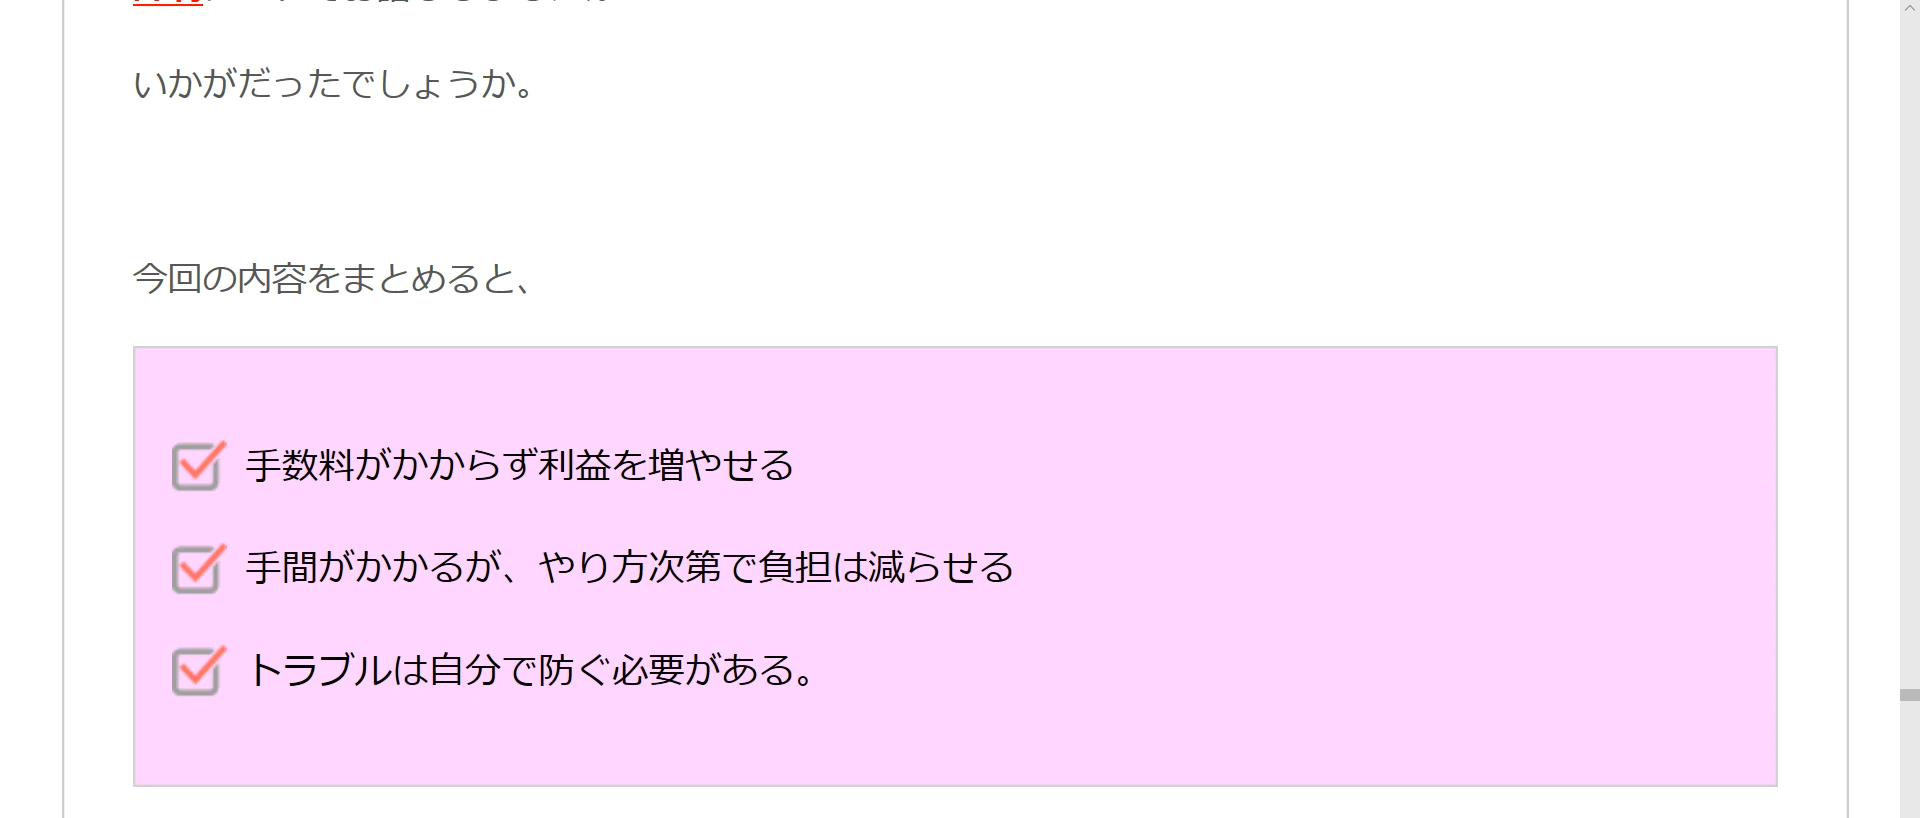 いかがだったでしょうか。
今回の内容をまとめると、
手数料がかからず利益を増やせる
手間がかかるが、やり方次第で負担は減らせる
トラブルは自分で防ぐ必要がある。